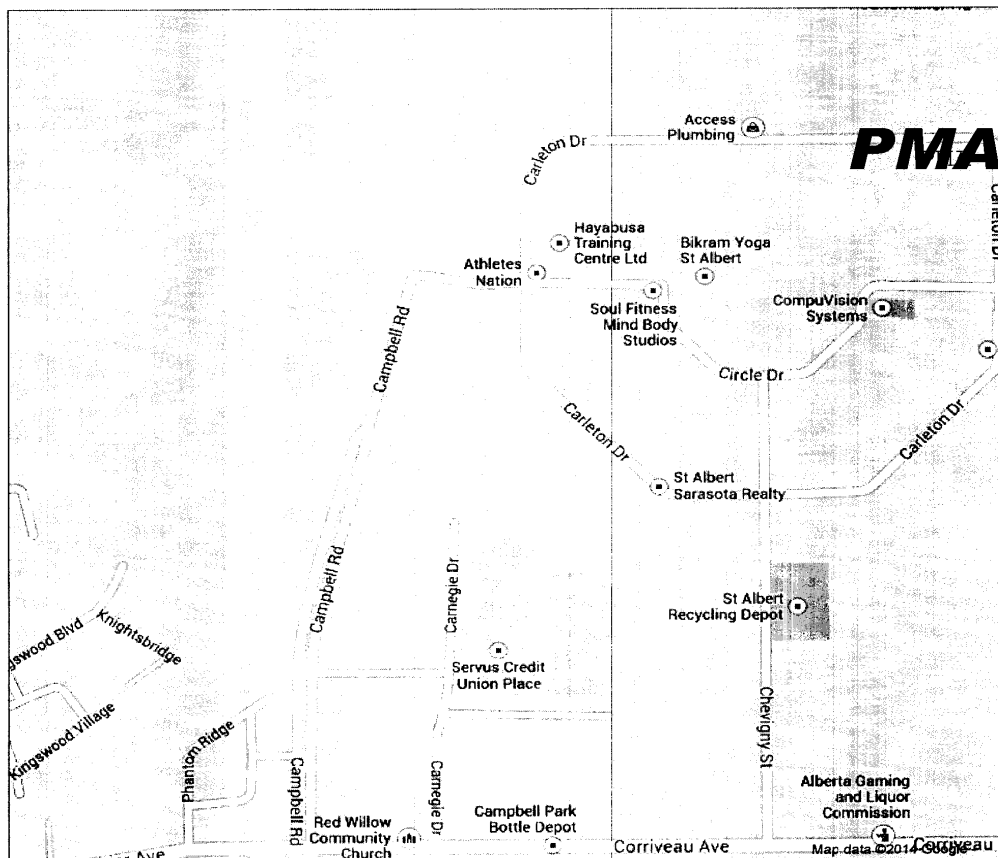 Access
Plumbing
PMA
Carleton Dr
Carleton Dr
Hayabusa
Training
Centre Ltd
Bikram Yoga
St Albert
Athletes
Nation
CompuVision
Systems
Soul Fitness
Mind Body
Studios
Campbell Rd
Circle Dr
Carleton Dr
Carleton Dr
St Albert
Sarasota Realty
Campbell Rd
Carnegie Dr
St Albert
Recycling Depot
gswood Blvd
Knightsbridge
Servus Credit
Union Place
Kingswood Village
Phantom Ridge
Chevigny St
Campbell Rd
Carnegie Dr
Alberta Gaming
and Liquor
Commission
Red Willow
Community
Church
Campbell Park
Bottle Depot
Corriveau Ave
Corriveau
Ave
Map data ©2014 Google